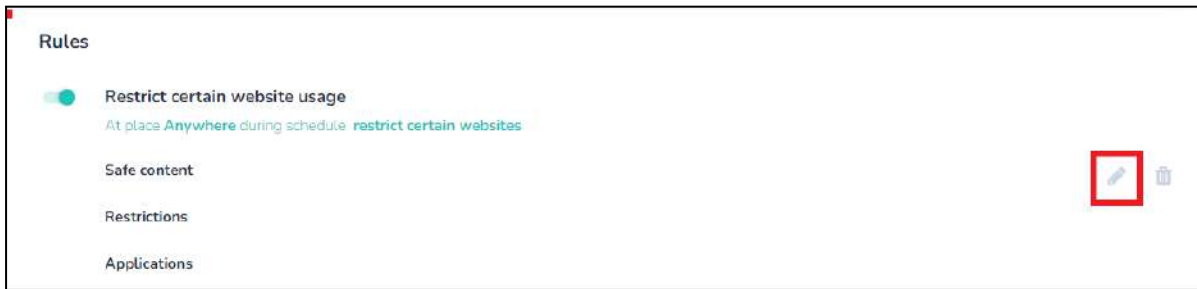 Rules
Restrict certain website usage
At place Anywhere during schedule restrict certain websites
Safe content
Restrictions
Applications